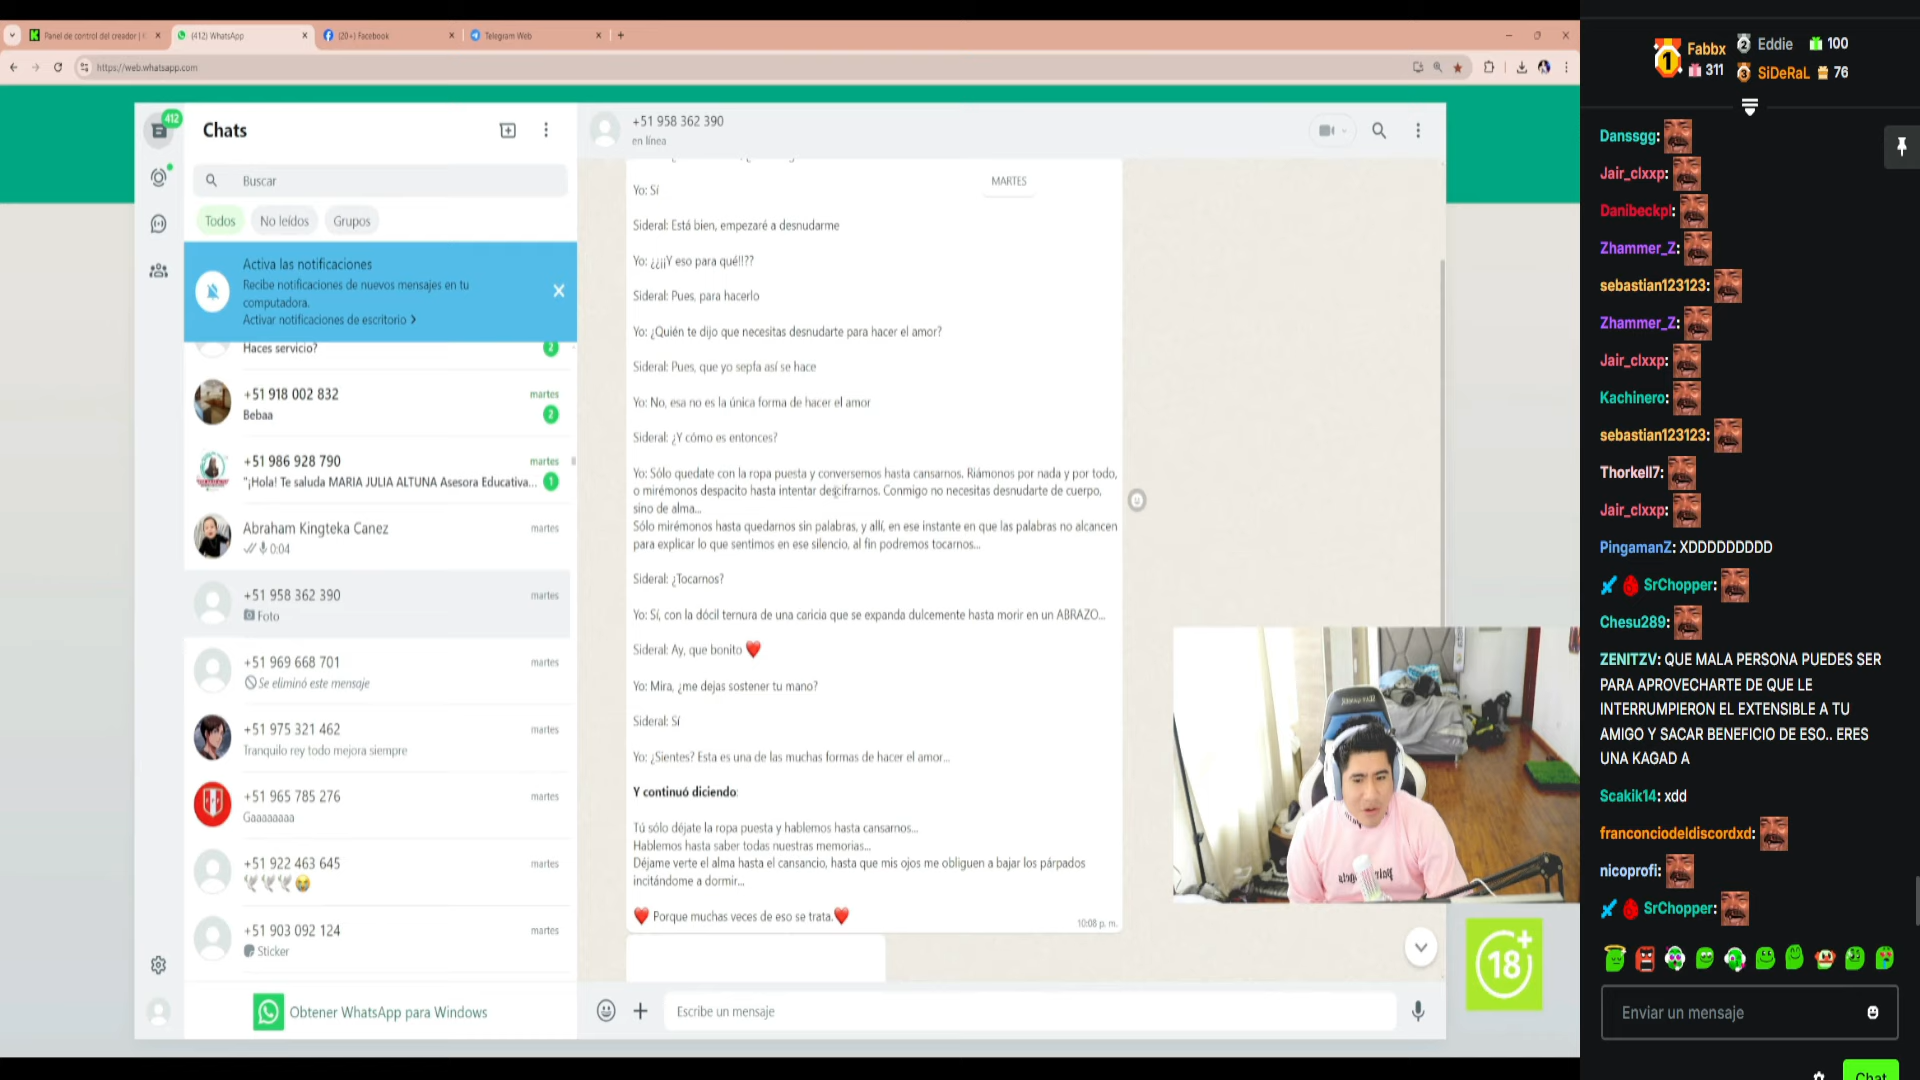 Panel de control del creador |
(412) WhatsApp
(20+) Facebook
Telegram Web
https://web.whatsapp.com
412
Chats
Buscar
Todos
No leídos
Grupos
Activa las notificaciones
Recibe notificaciones de nuevos mensajes en tu
computadora.
Activar notificaciones de escritorio >
Haces servicio?
2
+51 918 002 832
martes
Bebaa
2
+51 986 928 790
martes
"¡Hola! Te saluda MARIA JULIA ALTUNA Asesora Educativa...
1
Abraham Kingteka Canez
martes
0:04
+51 958 362 390
martes
Foto
+51 969 668 701
martes
Se eliminó este mensaje
+51 975 321 462
martes
Tranquilo rey todo mejora siempre
+51 965 785 276
martes
Gaaaaaaa
+51 922 463 645
martes
+51 903 092 124
martes
Sticker
Obtener WhatsApp para Windows
+51 958 362 390
en línea
MARTES
Yo: Sí
Sideral: Está bien, empezaré a desnudarme
Yo: ¿¿¡¡Y eso para qué!!??
Sideral: Pues, para hacerlo
Yo: ¿Quién te dijo que necesitas desnudarte para hacer el amor?
Sideral: Pues, que yo sepfa así se hace
Yo: No, esa no es la única forma de hacer el amor
Sideral: ¿Y cómo es entonces?
Yo: Sólo quedate con la ropa puesta y conversemos hasta cansarnos. Riámonos por nada y por todo,
o mirémonos despacito hasta intentar descifrarnos. Conmigo no necesitas desnudarte de cuerpo,
sino de alma...
Sólo mirémonos hasta quedarnos sin palabras, y allí, en ese instante en que las palabras no alcancen
para explicar lo que sentimos en ese silencio, al fin podremos tocarnos...
Sideral: ¿Tocarnos?
Yo: Sí, con la dócil ternura de una caricia que se expanda dulcemente hasta morir en un ABRAZO...
Sideral: Ay, que bonito ❤️
Yo: Mira, ¿me dejas sostener tu mano?
Sideral: Sí
Yo: ¿Sientes? Esta es una de las muchas formas de hacer el amor...
Y continuó diciendo:
Tú sólo déjate la ropa puesta y hablemos hasta cansarnos...
Hablemos hasta saber todas nuestras memorias...
Déjame verte el alma hasta el cansancio, hasta que mis ojos me obliguen a bajar los párpados
incitándome a dormir...
❤️ Porque muchas veces de eso se trata.❤️
10:08 p. m.
Escribe un mensaje
18+
1 Fabbx
311
2 Eddie 100
3 SiDeRaL 76
Danssgg:
Jair_clxxp:
Danibeckpl:
Zhammer_Z:
sebastian123123:
Zhammer_Z:
Jair_clxxp:
Kachinero:
sebastian123123:
Thorkell7:
Jair_clxxp:
PingamanZ: XDDDDDDDDD
SrChopper:
Chesu289:
ZENITZV: QUE MALA PERSONA PUEDES SER
PARA APROVECHARTE DE QUE LE
INTERRUMPIERON EL EXTENSIBLE A TU
AMIGO Y SACAR BENEFICIO DE ESO.. ERES
UNA KAGAD A
Scakik14: xdd
franconciodeldiscordxd:
nicoprofi:
SrChopper:
Enviar un mensaje
Chat